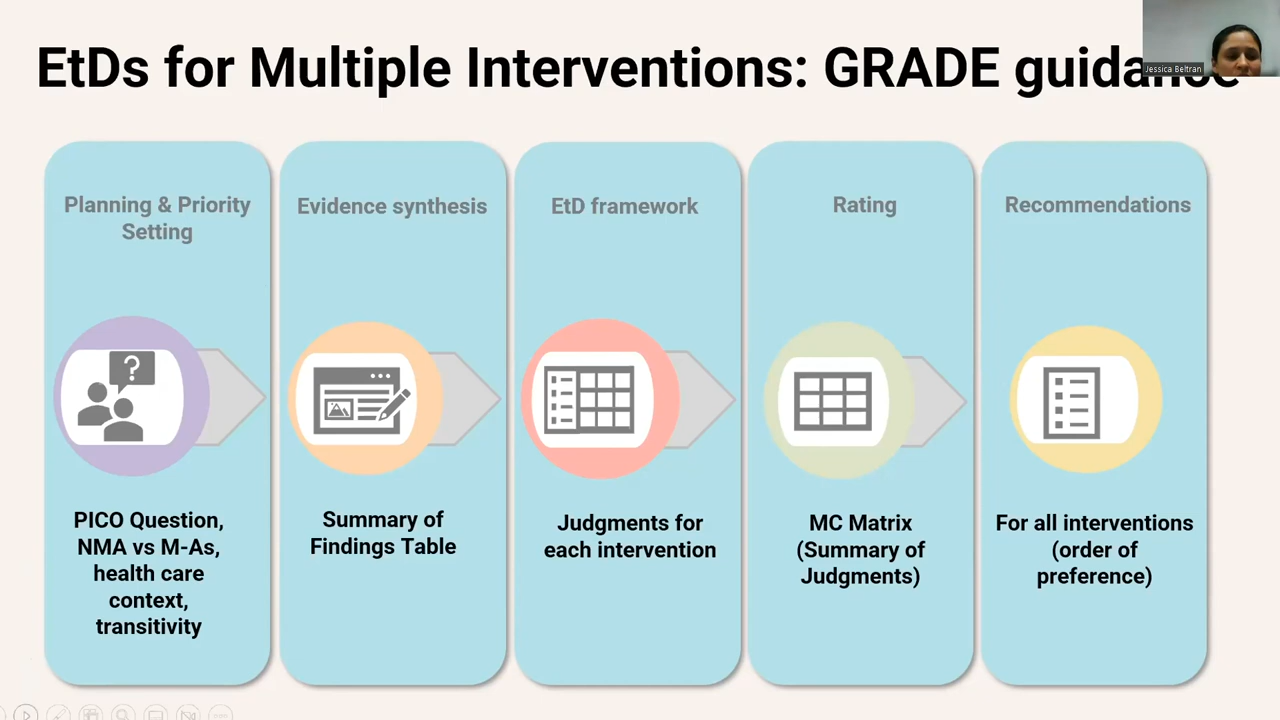 EtDs for Multiple Interventions: GRADE guidance
Jessica Beltran
Planning & Priority
Setting
Evidence synthesis
EtD framework
Rating
Recommendations
?
PICO Question,
NMA vs M-As,
health care
context,
transitivity
Summary of
Findings Table
Judgments for
each intervention
MC Matrix
(Summary of
Judgments)
For all interventions
(order of
preference)